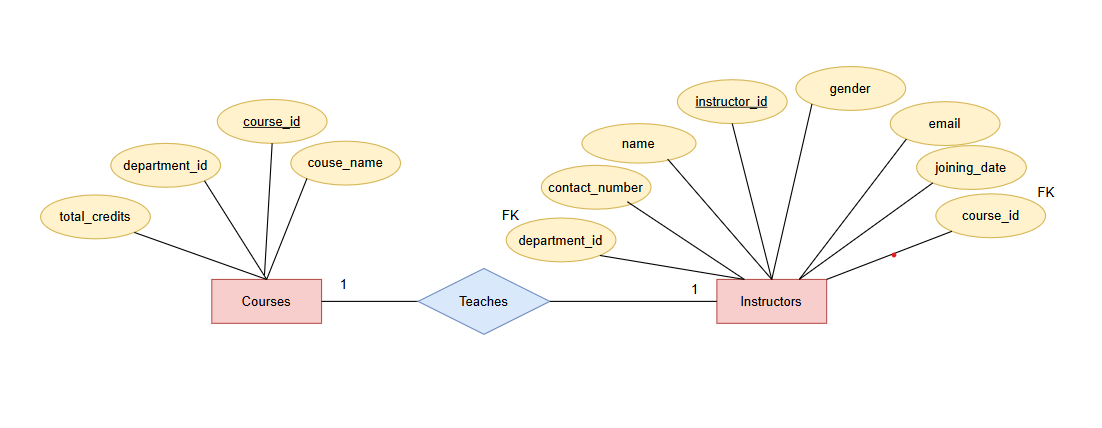 gender
instructor_id
course_id
email
name
couse_name
department_id
joining_date
contact_number
FK
total_credits
FK
course_id
department_id
1
1
Courses
Teaches
Instructors